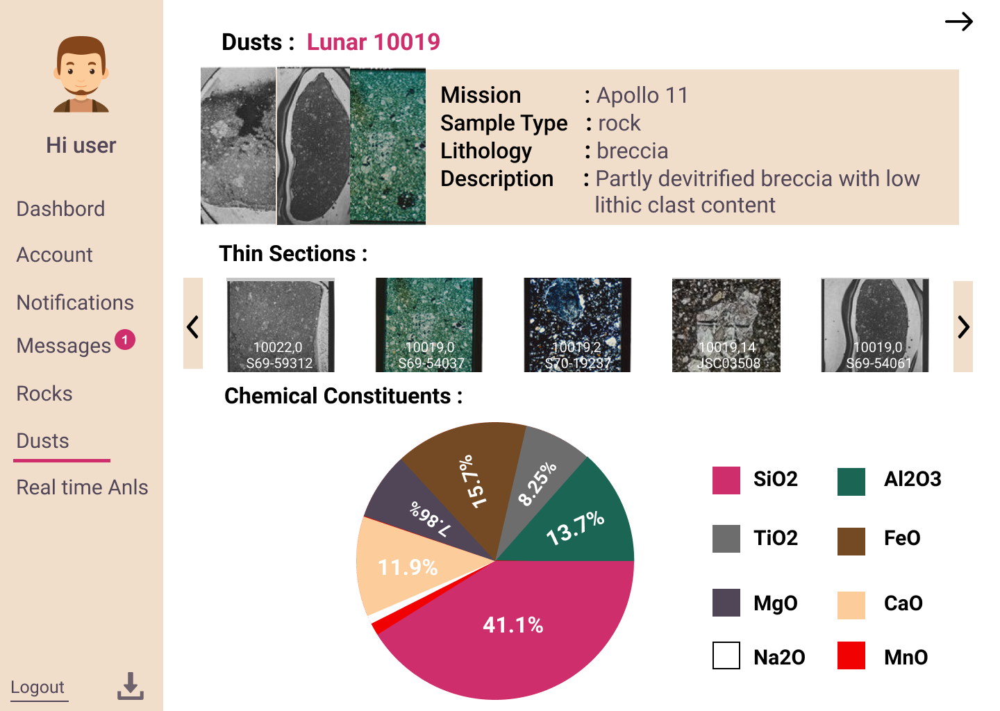 Hi user
Dashbord
Account
Notifications
Messages 1
Rocks
Dusts
Real time Anls
Logout
Dusts : Lunar 10019
Mission : Apollo 11
Sample Type : rock
Lithology : breccia
Description : Partly devitrified breccia with low
lithic clast content
Thin Sections :
10022,0
S69-59312
10019,0
S69-54037
10019,2
S70-19237
10019,14
JSC03508
10019,0
S69-54061
Chemical Constituents :
15.7%
8.25%
7.86%
13.7%
11.9%
41.1%
SiO2
Al2O3
TiO2
FeO
MgO
CaO
Na2O
MnO